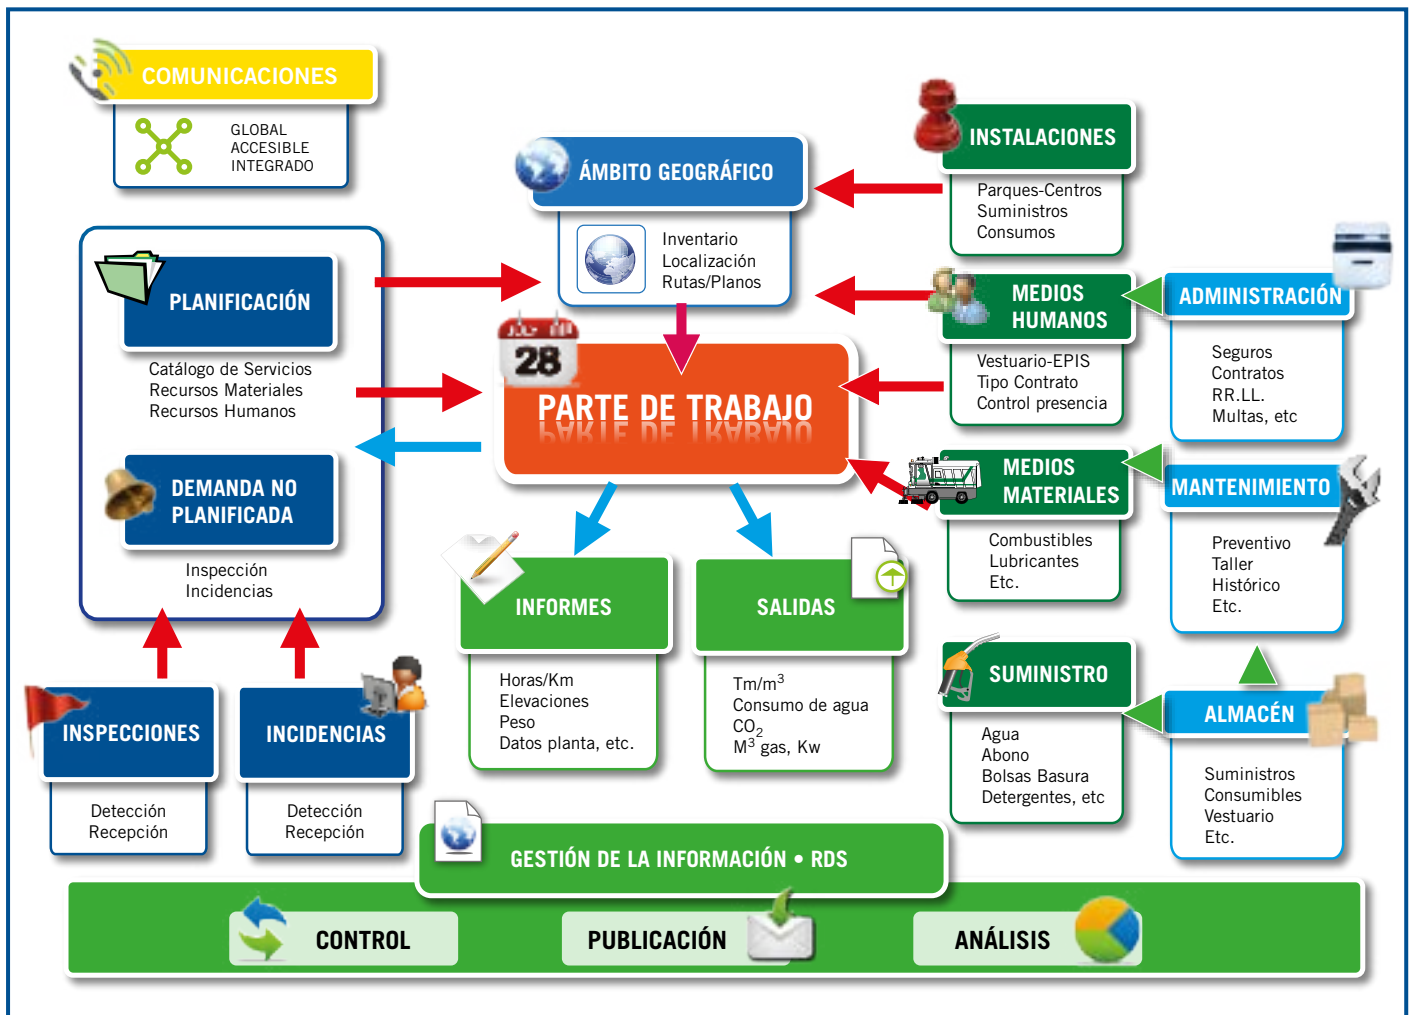 COMUNICACIONES
GLOBAL
ACCESIBLE
INTEGRADO
ÁMBITO GEOGRÁFICO
Inventario
Localización
Rutas/Planos
INSTALACIONES
Parques-Centros
Suministros
Consumos
PLANIFICACIÓN
Catálogo de Servicios
Recursos Materiales
Recursos Humanos
DEMANDA NO
PLANIFICADA
Inspección
Incidencias
28
PARTE DE TRABAJO
MEDIOS
HUMANOS
Vestuario-EPIS
Tipo Contrato
Control presencia
ADMINISTRACIÓN
Seguros
Contratos
RR.LL.
Multas, etc
MEDIOS
MATERIALES
Combustibles
Lubricantes
Etc.
MANTENIMIENTO
Preventivo
Taller
Histórico
Etc.
INFORMES
Horas/Km
Elevaciones
Peso
Datos planta, etc.
SALIDAS
Tm/m³
Consumo de agua
CO₂
M³ gas, Kw
SUMINISTRO
Agua
Abono
Bolsas Basura
Detergentes, etc
ALMACÉN
Suministros
Consumibles
Vestuario
Etc.
INSPECCIONES
Detección
Recepción
INCIDENCIAS
Detección
Recepción
GESTIÓN DE LA INFORMACIÓN • RDS
CONTROL
PUBLICACIÓN
ANÁLISIS